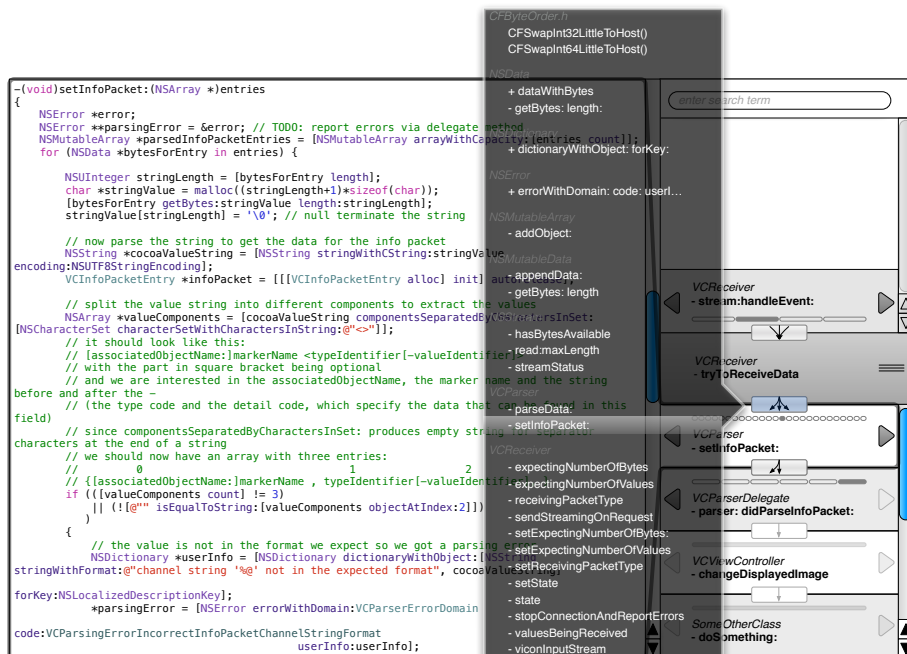 -(void)setInfoPacket:(NSArray *)entries
{
NSError *error;
NSError **parsingError = &error; // TODO: report errors via delegate method
NSMutableArray *parsedInfoPacketEntries = [NSMutableArray arrayWithCapacity:[entries count]];
for (NSData *bytesForEntry in entries) {
NSUInteger stringLength = [bytesForEntry length];
char *stringValue = malloc((stringLength+1)*sizeof(char));
[bytesForEntry getBytes:stringValue length:stringLength];
stringValue[stringLength] = '\0'; // null terminate the string
// now parse the string to get the data for the info packet
NSString *cocoaValueString = [NSString stringWithCString:stringValue
encoding:NSUTF8StringEncoding];
VCInfoPacketEntry *infoPacket = [[[VCInfoPacketEntry alloc] init] autorelease];
// split the value string into different components to extract the values
NSArray *valueComponents = [cocoaValueString componentsSeparatedByCharactersInSet:
[NSCharacterSet characterSetWithCharactersInString:@"<>"]];
// it should look like this:
// [associatedObjectName:]markerName <typeIdentifier[-valueIdentifier]>
// with the part in square bracket being optional
// and we are interested in the associatedObjectName, the marker name and the string
before and after the -
// (the type code and the detail code, which specify the data that can be found in this
field)
// since componentsSeparatedByCharactersInSet: produces empty string for separator
characters at the end of a string
// we should now have an array with three entries:
// 0 1 2
// {[associatedObjectName:]markerName , typeIdentifier[-valueIdentifier]
if (([valueComponents count] != 3)
|| (![@"" isEqualToString:[valueComponents objectAtIndex:2]])
)
{
// the value is not in the format we expect so we got a parsing error
NSDictionary *userInfo = [NSDictionary dictionaryWithObject:[NSString
stringWithFormat:@"channel string '%@' not in the expected format", cocoaValueString]
forKey:NSLocalizedDescriptionKey];
*parsingError = [NSError errorWithDomain:VCParserErrorDomain
code:VCParsingErrorIncorrectInfoPacketChannelStringFormat
userInfo:userInfo];
CFByteOrder.h
CFSwapInt32LittleToHost()
CFSwapInt64LittleToHost()
NSData
+ dataWithBytes
- getBytes: length:
+ dictionaryWithObject: forKey:
NSError
+ errorWithDomain: code: userI...
NSMutableArray
- addObject:
NSMutableData
- appendData:
- getBytes: length
NSStream
- hasBytesAvailable
- read:maxLength
- streamStatus
VCParser
- parseData:
- setInfoPacket:
VCReceiver
- expectingNumberOfBytes
- expectingNumberOfValues
- receivingPacketType
- sendStreamingOnRequest
- setExpectingNumberOfBytes:
- setExpectingNumberOfValues
- setReceivingPacketType
- setState
- state
- stopConnectionAndReportErrors
- valuesBeingReceived
- viconInputStream
enter search term
VCReceiver
- stream:handleEvent:
VCReceiver
- tryToReceiveData
VCParser
- setInfoPacket:
VCParserDelegate
- parser: didParseInfoPacket:
VCViewController
- changeDisplayedImage
SomeOtherClass
- doSomething: